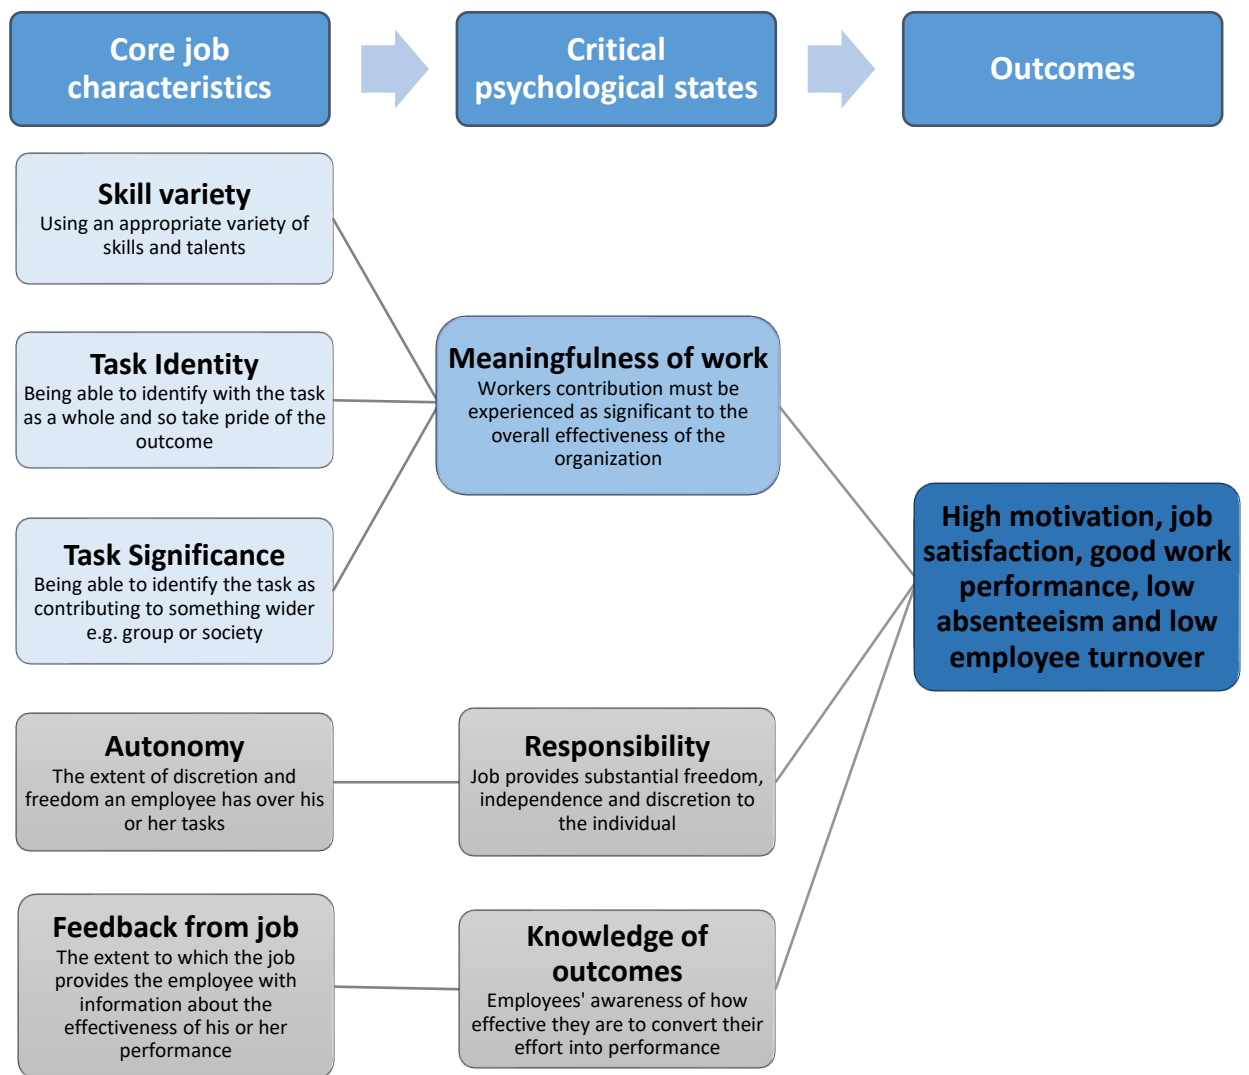 Core job
characteristics
Critical
psychological states
Outcomes
Skill variety
Using an appropriate variety of
skills and talents
Task Identity
Being able to identify with the task
as a whole and so take pride of the
outcome
Task Significance
Being able to identify the task as
contributing to something wider
e.g. group or society
Autonomy
The extent of discretion and
freedom an employee has over his
or her tasks
Feedback from job
The extent to which the job
provides the employee with
information about the
effectiveness of his or her
performance
Meaningfulness of work
Workers contribution must be
experienced as significant to the
overall effectiveness of the
organization
Responsibility
Job provides substantial freedom,
independence and discretion to
the individual
Knowledge of
outcomes
Employees' awareness of how
effective they are to convert their
effort into performance
High motivation, job
satisfaction, good work
performance, low
absenteeism and low
employee turnover